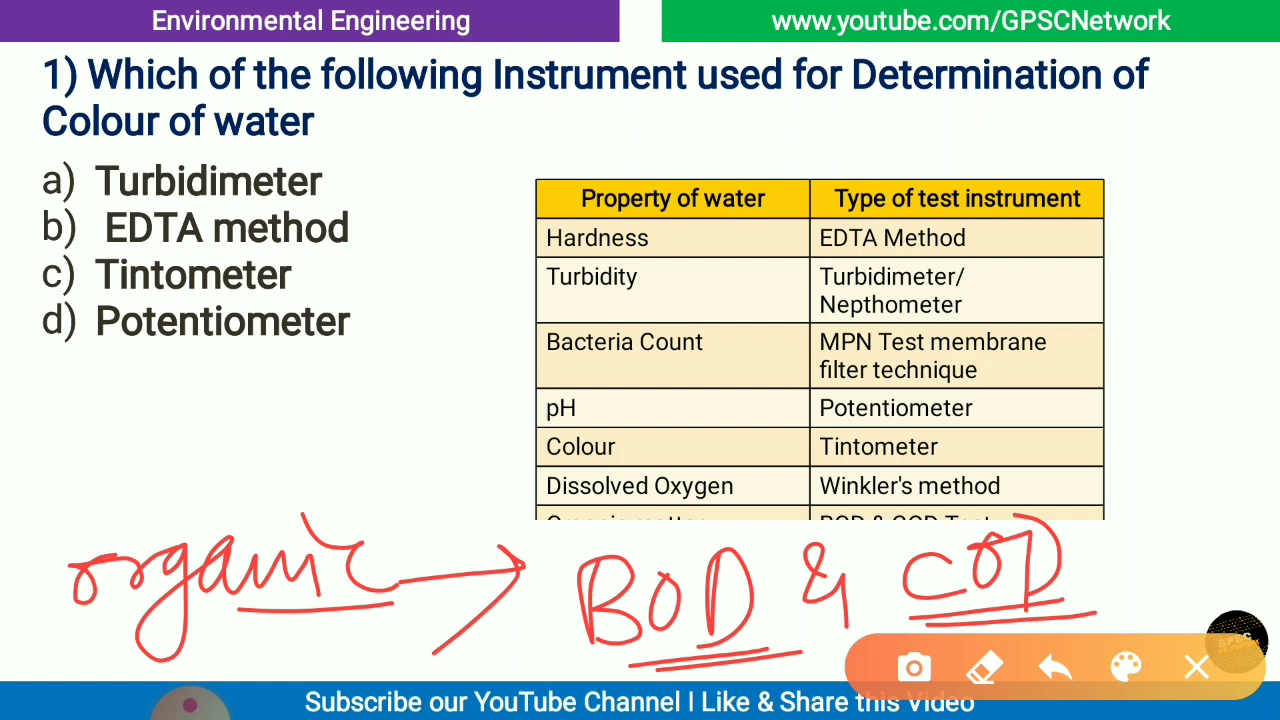 Environmental Engineering
www.youtube.com/GPSCNetwork
1) Which of the following Instrument used for Determination of
Colour of water
a) Turbidimeter
b) EDTA method
c) Tintometer
d) Potentiometer
Property of water Type of test instrument
Hardness EDTA Method
Turbidity Turbidimeter/
Nepthometer
Bacteria Count MPN Test membrane
filter technique
pH Potentiometer
Colour Tintometer
Dissolved Oxygen Winkler's method
organic → BOD & COD
GPSC
Subscribe our YouTube Channel I Like & Share this Video